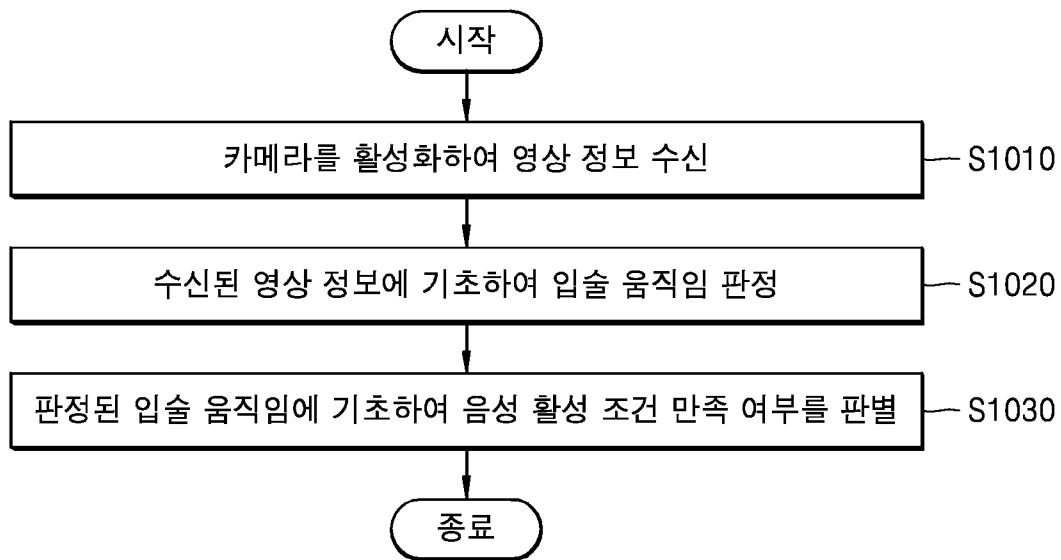 시작
카메라를 활성화하여 영상 정보 수신
S1010
수신된 영상 정보에 기초하여 입술 움직임 판정
S1020
판정된 입술 움직임에 기초하여 음성 활성 조건 만족 여부를 판별
S1030
종료